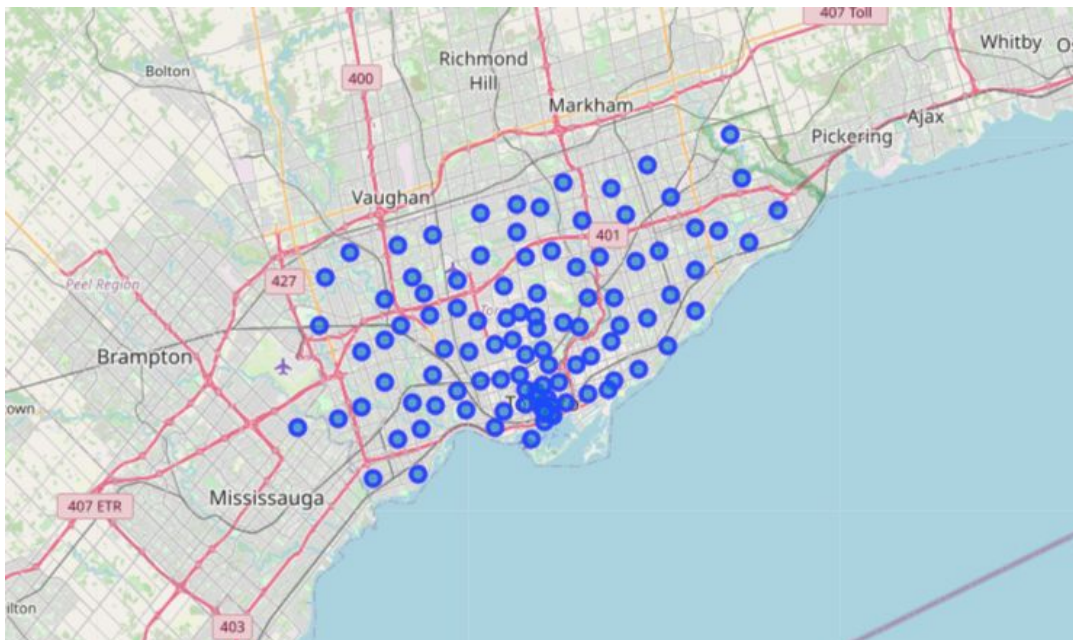 407 Toll
Whitby
Richmond
Hill
Bolton
400
Markham
Ajax
Pickering
Vaughan
401
427
Peel Region
Brampton
Mississauga
407 ETR
403